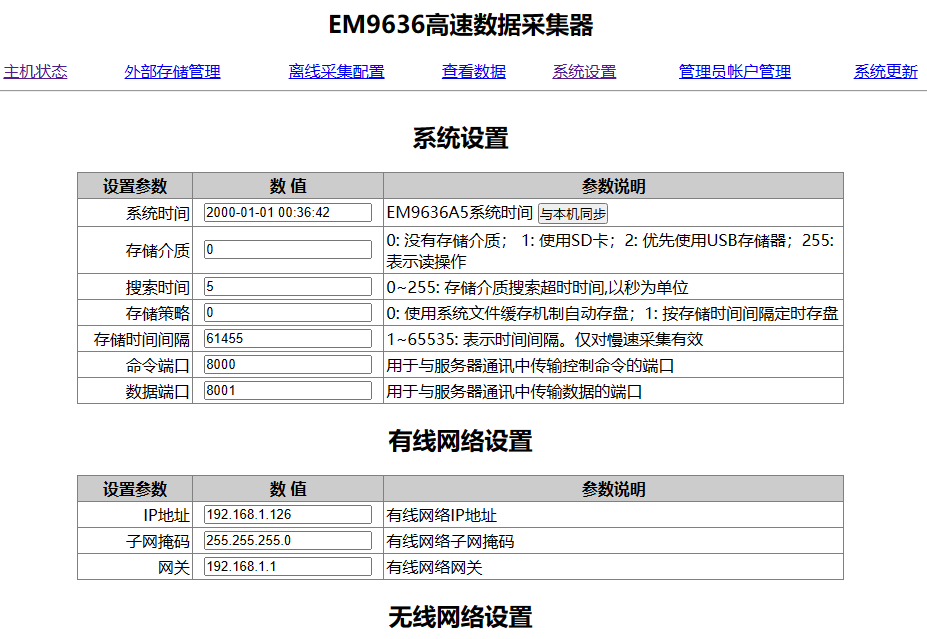 EM9636高速数据采集器
主机状态 外部存储管理 离线采集配置 查看数据 系统设置 管理员帐户管理 系统更新
系统设置
设置参数 数 值 参数说明
系统时间 2000-01-01 00:36:42 EM9636A5系统时间 与本机同步
存储介质 0 0: 没有存储介质； 1: 使用SD卡；2: 优先使用USB存储器；255:
表示读操作
搜索时间 5 0~255: 存储介质搜索超时时间,以秒为单位
存储策略 0 0: 使用系统文件缓存机制自动存盘；1: 按存储时间间隔定时存盘
存储时间间隔 61455 1~65535: 表示时间间隔。仅对慢速采集有效
命令端口 8000 用于与服务器通讯中传输控制命令的端口
数据端口 8001 用于与服务器通讯中传输数据的端口
有线网络设置
设置参数 数 值 参数说明
IP地址 192.168.1.126 有线网络IP地址
子网掩码 255.255.255.0 有线网络子网掩码
网关 192.168.1.1 有线网络网关
无线网络设置